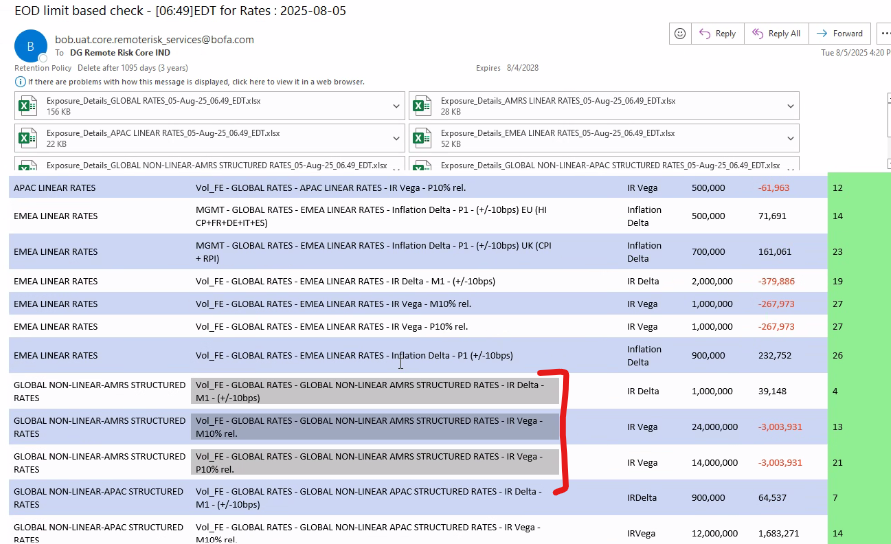 EOD limit based check - [06:49]EDT for Rates : 2025-08-05
B
bob.uat.core.remoterisk_services@bofa.com
To DG Remote Risk Core IND
Reply Reply All Forward
Tue 8/5/2025 4:20 P
Retention Policy Delete after 1095 days (3 years) Expires 8/4/2028
If there are problems with how this message is displayed, click here to view it in a web browser.
Exposure_Details_GLOBAL RATES_05-Aug-25_06.49_EDT.xlsx
156 KB
Exposure_Details_AMRS LINEAR RATES_05-Aug-25_06.49_EDT.xlsx
28 KB
Exposure_Details_APAC LINEAR RATES_05-Aug-25_06.49_EDT.xlsx
22 KB
Exposure_Details_EMEA LINEAR RATES_05-Aug-25_06.49_EDT.xlsx
52 KB
Exposure_Details_GLOBAL NON-LINEAR-AMRS STRUCTURED RATES_05-Aug-25_06.49_EDT.xlsx
Exposure_Details_GLOBAL NON-LINEAR-APAC STRUCTURED RATES_05-Aug-25_06.49_EDT.xlsx
APAC LINEAR RATES Vol_FE - GLOBAL RATES - APAC LINEAR RATES - IR Vega - P10% rel. IR Vega 500,000 -61,963 12
EMEA LINEAR RATES MGMT - GLOBAL RATES - EMEA LINEAR RATES - Inflation Delta - P1 - (+/-10bps) EU (HI
CP+FR+DE+IT+ES) Inflation
Delta 500,000 71,691 14
EMEA LINEAR RATES MGMT - GLOBAL RATES - EMEA LINEAR RATES - Inflation Delta - P1 - (+/-10bps) UK (CPI
+ RPI) Inflation
Delta 700,000 161,061 23
EMEA LINEAR RATES Vol_FE - GLOBAL RATES - EMEA LINEAR RATES - IR Delta - M1 - (+/-10bps) IR Delta 2,000,000 -379,886 19
EMEA LINEAR RATES Vol_FE - GLOBAL RATES - EMEA LINEAR RATES - IR Vega - M10% rel. IR Vega 1,000,000 -267,973 27
EMEA LINEAR RATES Vol_FE - GLOBAL RATES - EMEA LINEAR RATES - IR Vega - P10% rel. IR Vega 1,000,000 -267,973 27
EMEA LINEAR RATES Vol_FE - GLOBAL RATES - EMEA LINEAR RATES - Inflation Delta - P1 (+/-10bps) Inflation
Delta 900,000 232,752 26
GLOBAL NON-LINEAR-AMRS STRUCTURED
RATES Vol_FE - GLOBAL RATES - GLOBAL NON-LINEAR AMRS STRUCTURED RATES - IR Delta -
M1 - (+/-10bps) IR Delta 1,000,000 39,148 4
GLOBAL NON-LINEAR-AMRS STRUCTURED
RATES Vol_FE - GLOBAL RATES - GLOBAL NON-LINEAR AMRS STRUCTURED RATES - IR Vega -
M10% rel. IR Vega 24,000,000 -3,003,931 13
GLOBAL NON-LINEAR-AMRS STRUCTURED
RATES Vol_FE - GLOBAL RATES - GLOBAL NON-LINEAR AMRS STRUCTURED RATES - IR Vega -
P10% rel. IR Vega 14,000,000 -3,003,931 21
GLOBAL NON-LINEAR-APAC STRUCTURED
RATES Vol_FE - GLOBAL RATES - GLOBAL NON-LINEAR APAC STRUCTURED RATES - IR Delta -
M1 - (+/-10bps) IRDelta 900,000 64,537 7
GLOBAL NON-LINEAR-APAC STRUCTURED
RATES Vol_FE - GLOBAL RATES - GLOBAL NON-LINEAR APAC STRUCTURED RATES - IR Vega -
M10% rel. IRVega 12,000,000 1,683,271 14